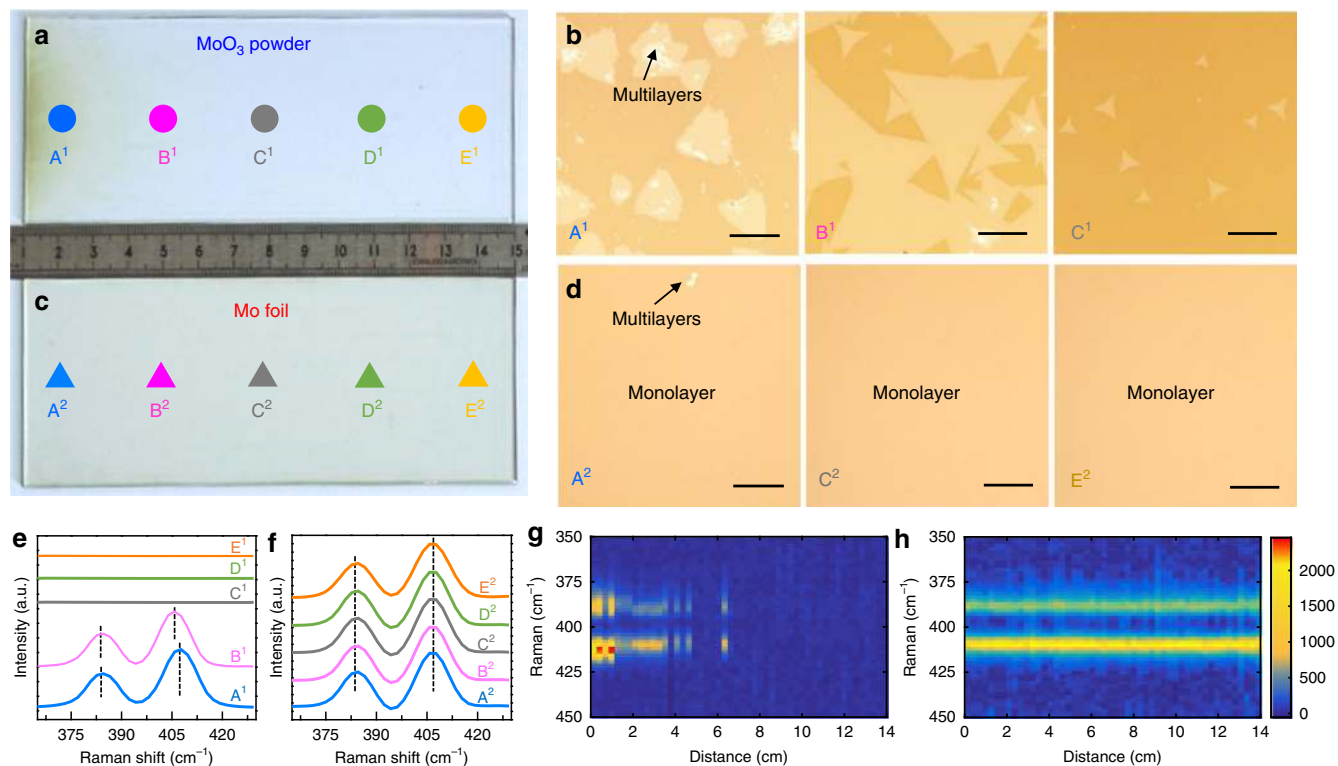 a
MoO₃ powder
A¹ B¹ C¹ D¹ E¹
1 2 3 4 5 6 7 8 9 10 11 12 13 14 15
c
Mo foil
A² B² C² D² E²
b
Multilayers
A¹ B¹ C¹
d
Multilayers
Monolayer Monolayer Monolayer
A² C² E²
e
Intensity (a.u.)
E¹
D¹
C¹
B¹
A¹
375 390 405 420
Raman shift (cm⁻¹)
f
Intensity (a.u.)
E²
D²
C²
B²
A²
375 390 405 420
Raman shift (cm⁻¹)
g
Raman (cm⁻¹)
350
375
400
425
450
0 2 4 6 8 10 12 14
Distance (cm)
h
Raman (cm⁻¹)
350
375
400
425
450
0 2 4 6 8 10 12 14
Distance (cm)
2000
1500
1000
500
0